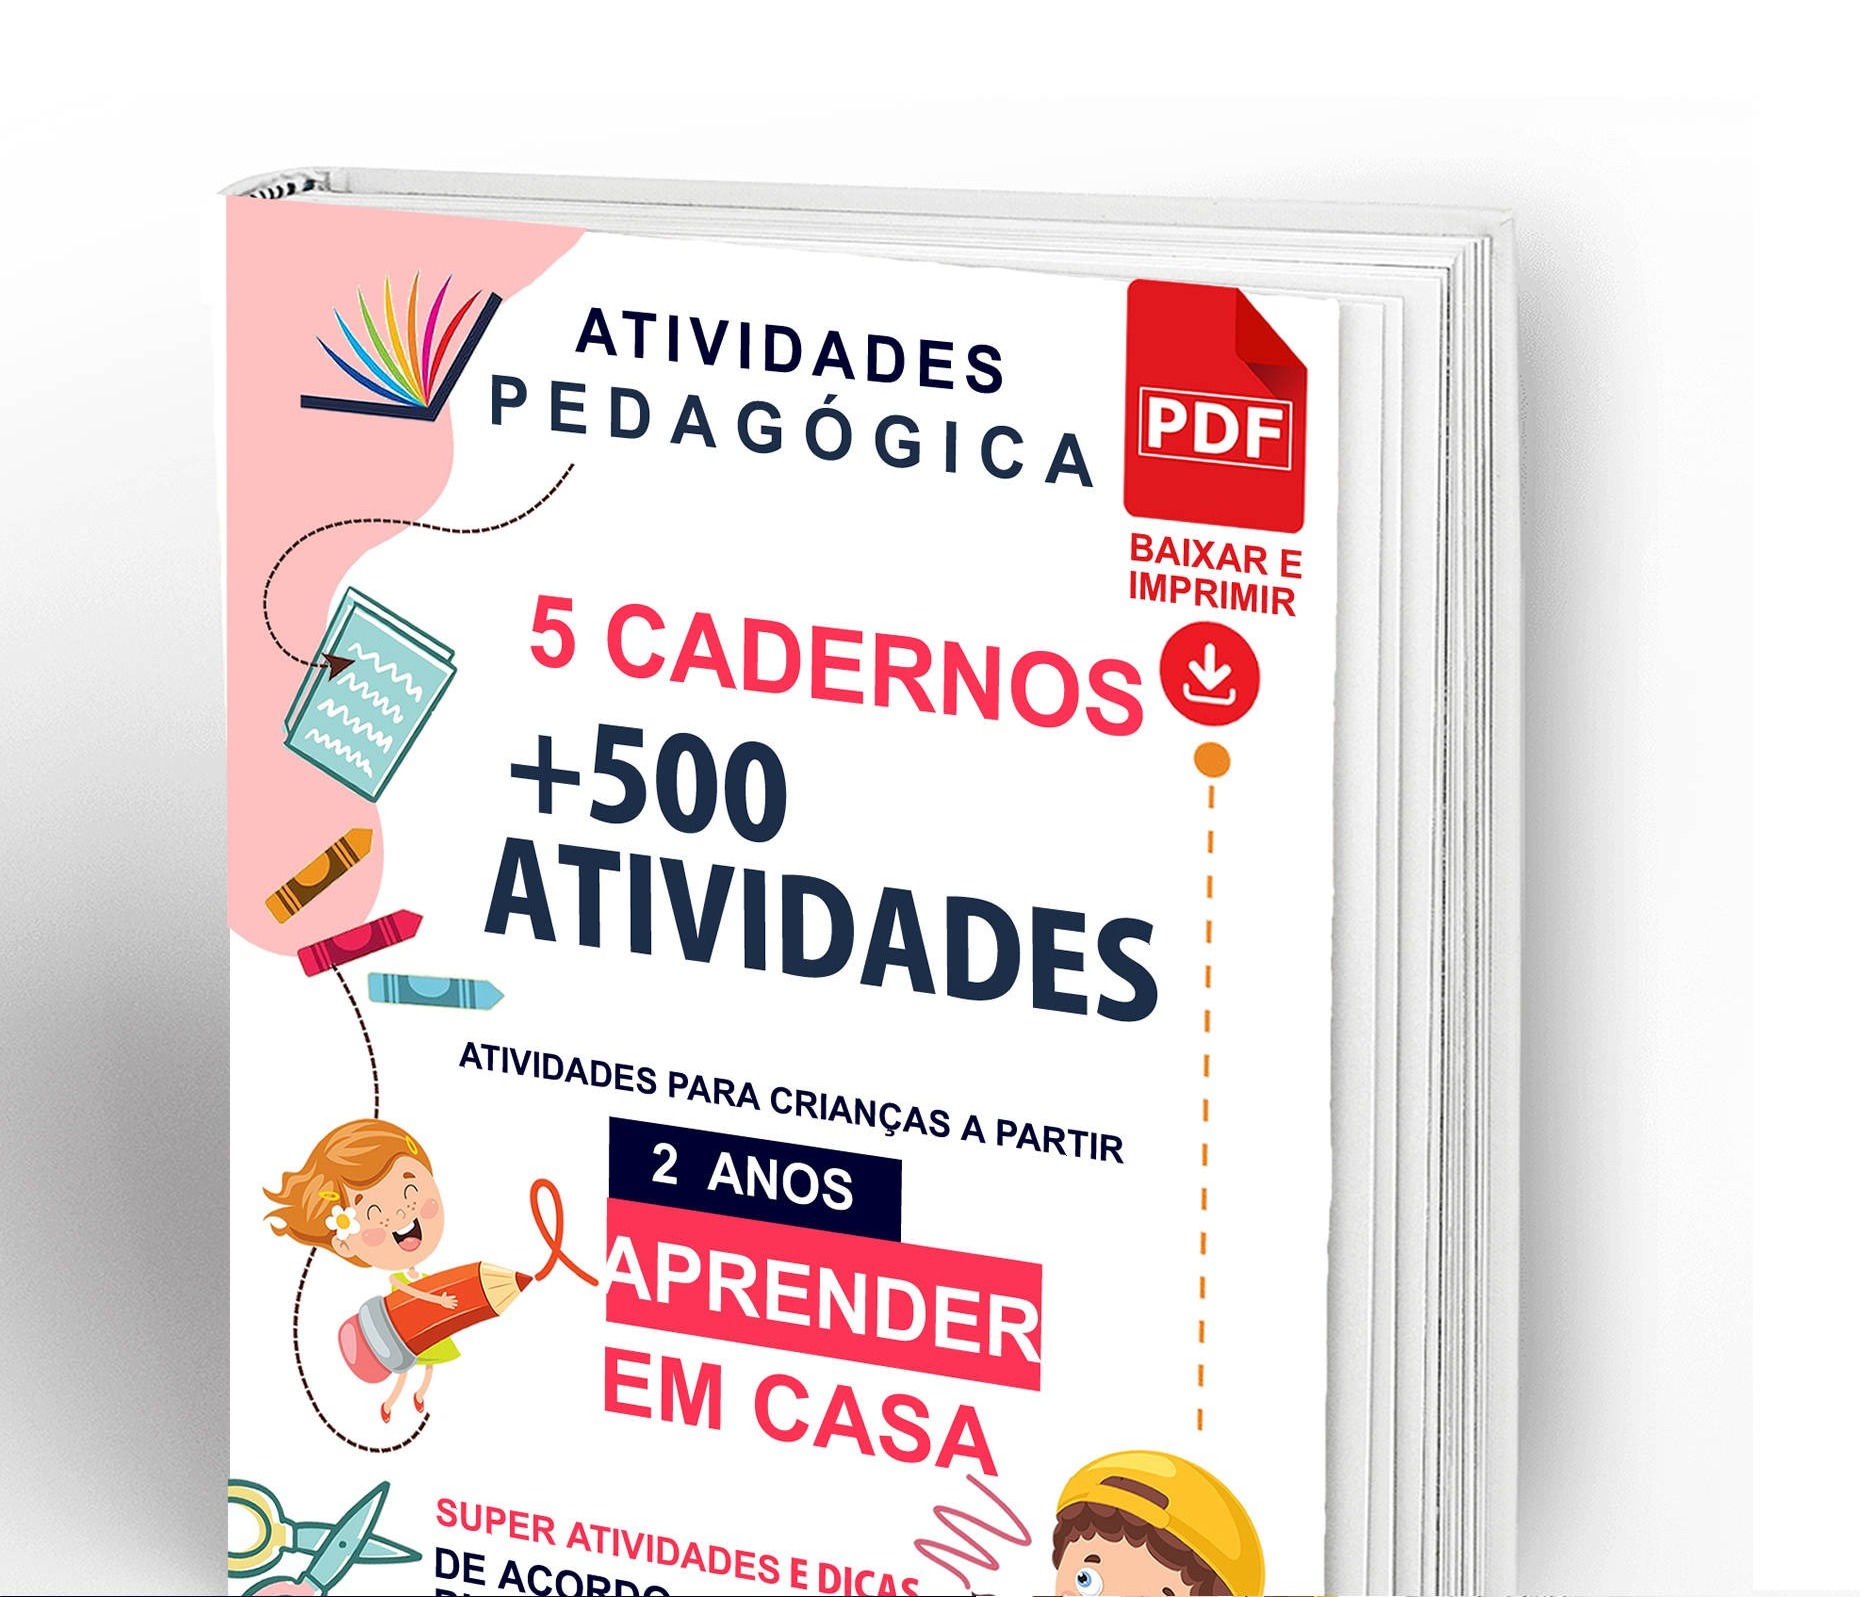 ATIVIDADES
PEDAGÓGICA
PDF
BAIXAR E
IMPRIMIR
5 CADERNOS
+500
ATIVIDADES
ATIVIDADES PARA CRIANÇAS A PARTIR
2 ANOS
APRENDER
EM CASA
SUPER ATIVIDADES E DICAS
DE ACORDO